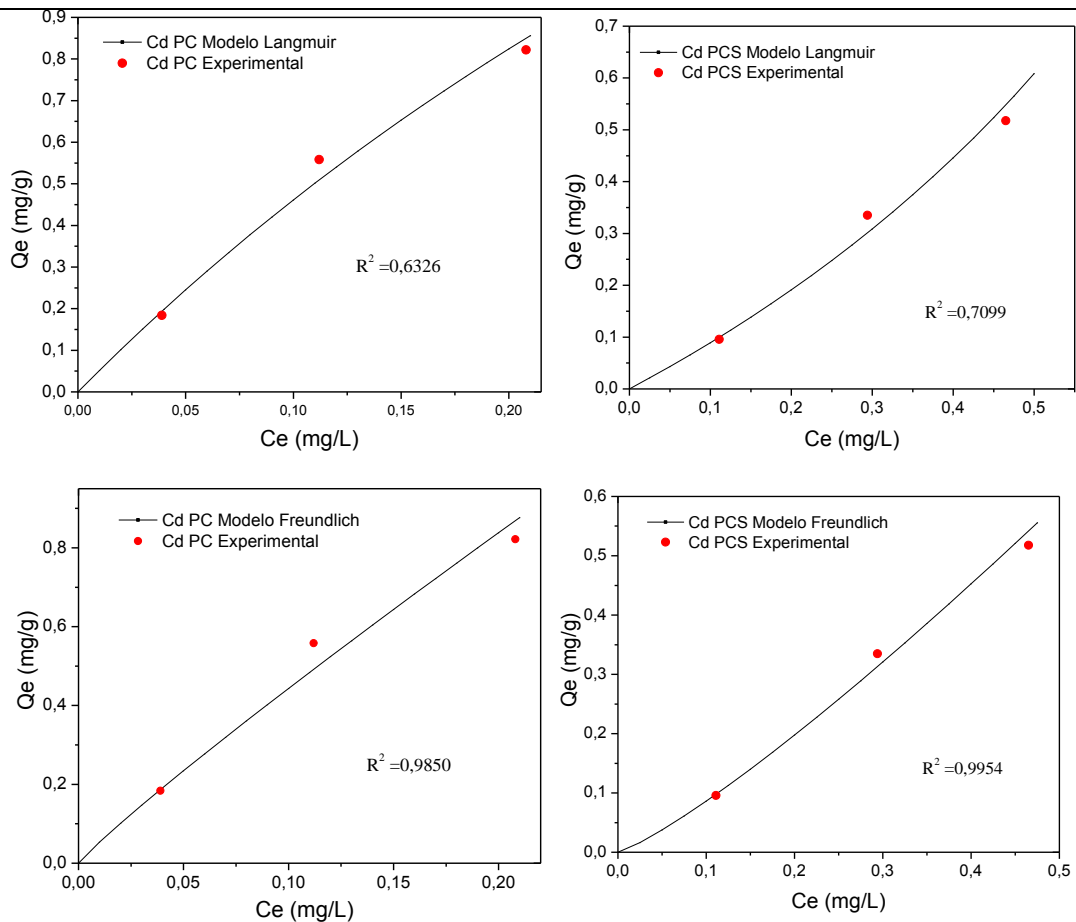 Cd PC Modelo Langmuir
Cd PC Experimental
R² =0,6326
Qe (mg/g)
0,9
0,8
0,7
0,6
0,5
0,4
0,3
0,2
0,1
0,0
0,00 0,05 0,10 0,15 0,20
Ce (mg/L)
Cd PCS Modelo Langmuir
Cd PCS Experimental
R² =0,7099
Qe (mg/g)
0,7
0,6
0,5
0,4
0,3
0,2
0,1
0,0
0,0 0,1 0,2 0,3 0,4 0,5
Ce (mg/L)
Cd PC Modelo Freundlich
Cd PC Experimental
R² =0,9850
Qe (mg/g)
0,8
0,6
0,4
0,2
0,0
0,00 0,05 0,10 0,15 0,20
Ce (mg/L)
Cd PCS Modelo Freundlich
Cd PCS Experimental
R² =0,9954
Qe (mg/g)
0,6
0,5
0,4
0,3
0,2
0,1
0,0
0,0 0,1 0,2 0,3 0,4 0,5
Ce (mg/L)